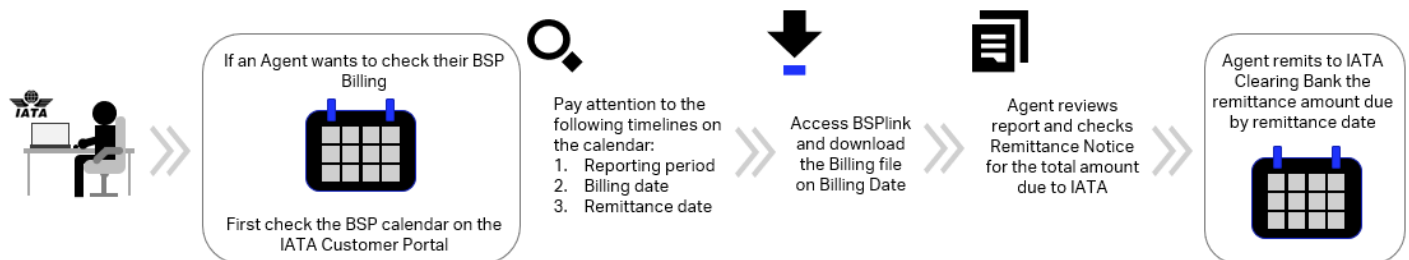 IATA
If an Agent wants to check their BSP
Billing
First check the BSP calendar on the
IATA Customer Portal
Pay attention to the
following timelines on
the calendar:
1. Reporting period
2. Billing date
3. Remittance date
Access BSPlink
and download
the Billing file
on Billing Date
Agent reviews
report and checks
Remittance Notice
for the total amount
due to IATA
Agent remits to IATA
Clearing Bank the
remittance amount due
by remittance date